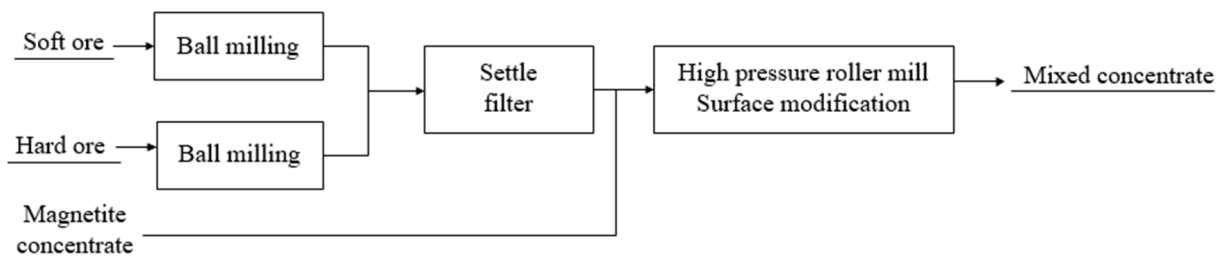 Soft ore
Ball milling
Hard ore
Ball milling
Magnetite
concentrate
Settle
filter
High pressure roller mill
Surface modification
Mixed concentrate